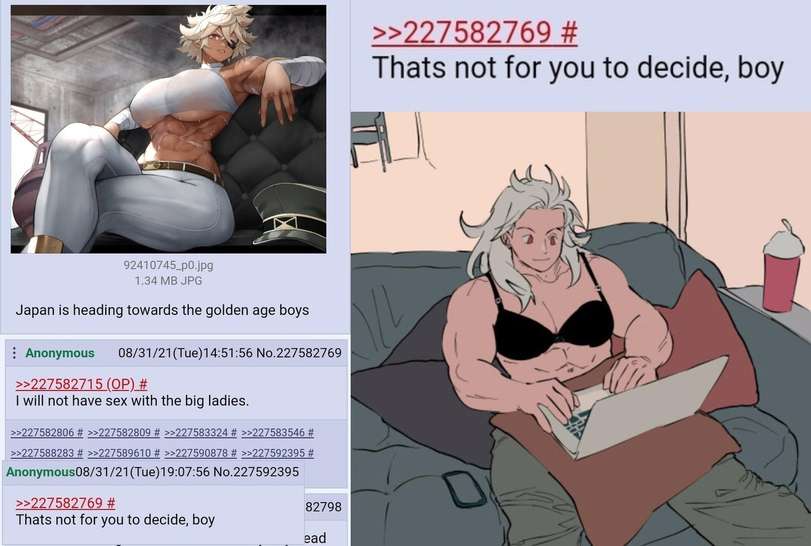 92410745_p0.jpg
1.34 MB JPG
Japan is heading towards the golden age boys
Anonymous 08/31/21(Tue)14:51:56 No.227582769
>>227582715 (OP) #
I will not have sex with the big ladies.
>>227582806 # >>227582809 # >>227583324 # >>227583546 #
>>227588283 # >>227589610 # >>227590878 # >>227592395 #
Anonymous08/31/21(Tue)19:07:56 No.227592395
>>227582769 #
Thats not for you to decide, boy
82798
ead
>>227582769 #
Thats not for you to decide, boy